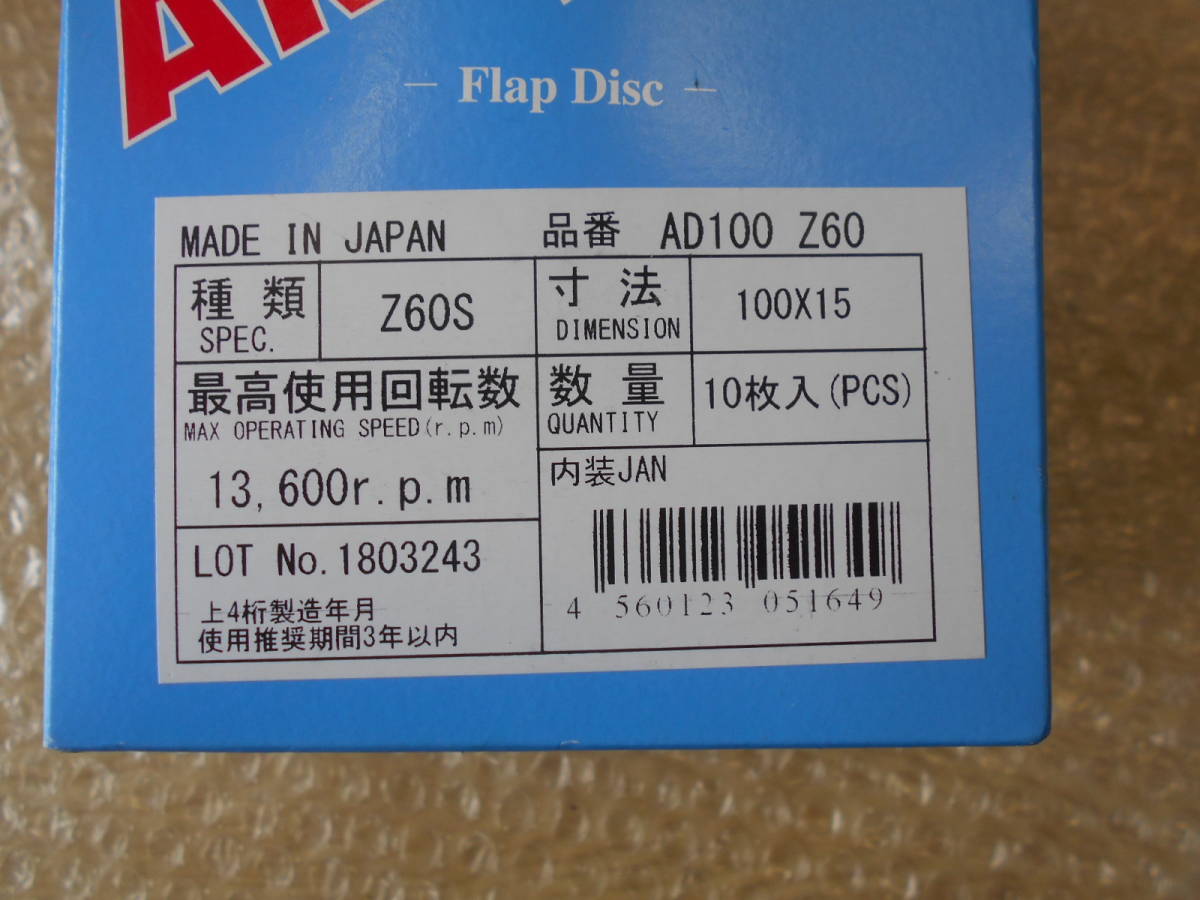 – Flap Disc –
MADE IN JAPAN 品番 AD100 Z60
種類 Z60S 寸法 100X15
SPEC. DIMENSION
最高使用回転数 数量 10枚入(PCS)
MAX OPERATING SPEED(r.p.m) QUANTITY
13,600r.p.m 内装JAN
LOT No.1803243
上4桁製造年月
使用推奨期間3年以内
4 560123 051649